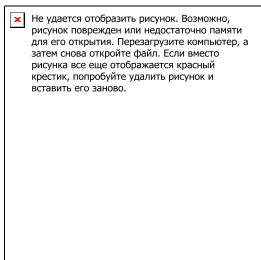 Не удается отобразить рисунок. Возможно,
рисунок поврежден или недостаточно памяти
для его открытия. Перезагрузите компьютер, а
затем снова откройте файл. Если вместо
рисунка все еще отображается красный
крестик, попробуйте удалить рисунок и
вставить его заново.